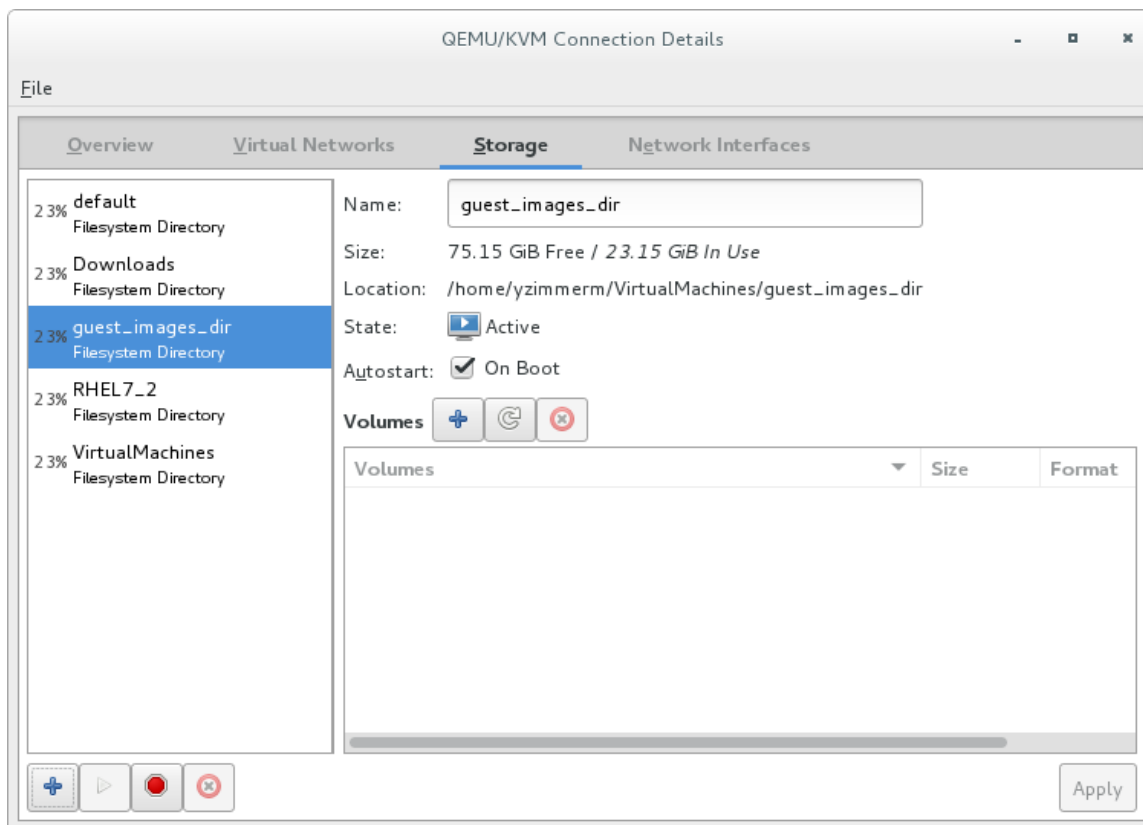 QEMU/KVM Connection Details
File
Overview Virtual Networks Storage Network Interfaces
23% default
Filesystem Directory
23% Downloads
Filesystem Directory
23% guest_images_dir
Filesystem Directory
23% RHEL7_2
Filesystem Directory
23% VirtualMachines
Filesystem Directory
Name: guest_images_dir
Size: 75.15 GiB Free / 23.15 GiB In Use
Location: /home/yzimmerm/VirtualMachines/guest_images_dir
State: Active
Autostart: On Boot
Volumes
Volumes Size Format
Apply